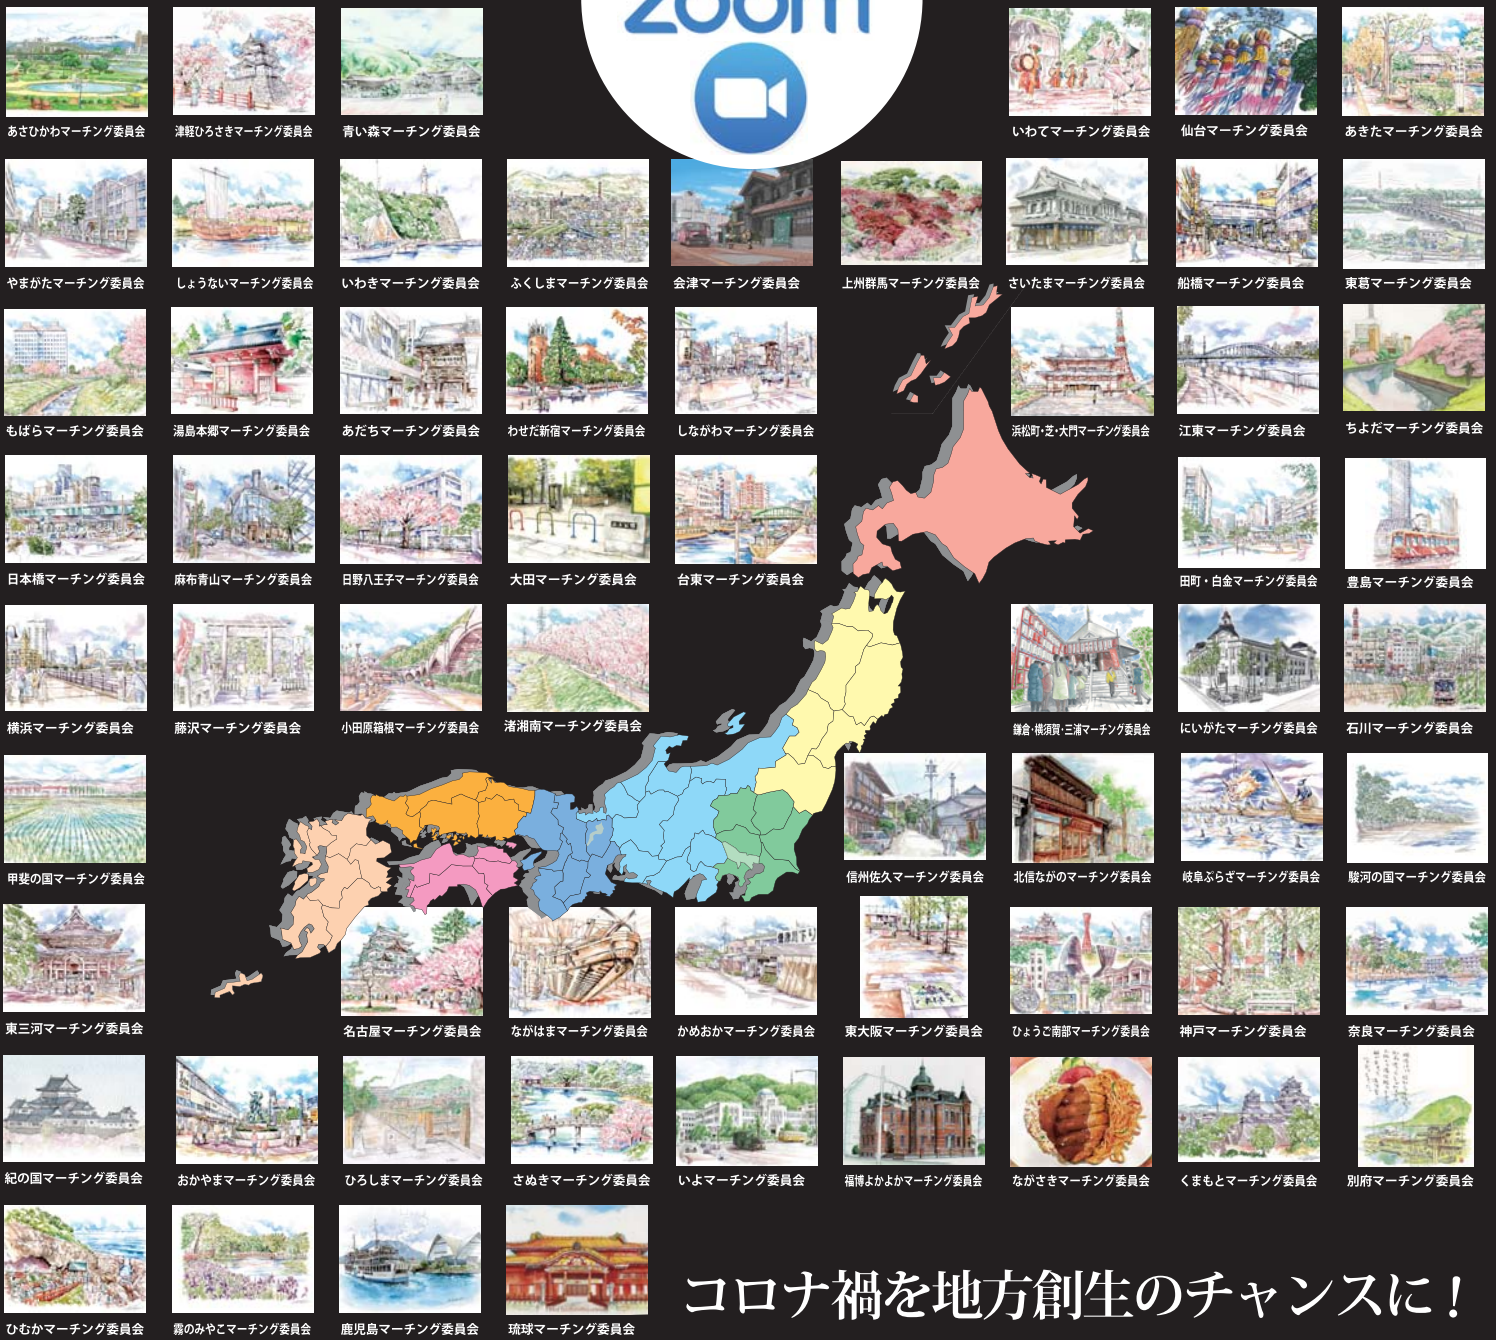 zoom
あさひかわマーチング委員会
津軽ひろさきマーチング委員会
青い森マーチング委員会
いわてマーチング委員会
仙台マーチング委員会
あきたマーチング委員会
やまがたマーチング委員会
しょうないマーチング委員会
いわきマーチング委員会
ふくしまマーチング委員会
会津マーチング委員会
上州群馬マーチング委員会
さいたまマーチング委員会
船橋マーチング委員会
東葛マーチング委員会
もばらマーチング委員会
湯島本郷マーチング委員会
あだちマーチング委員会
わせだ新宿マーチング委員会
しながわマーチング委員会
浜松町・芝・大門マーチング委員会
江東マーチング委員会
ちよだマーチング委員会
日本橋マーチング委員会
麻布青山マーチング委員会
日野八王子マーチング委員会
大田マーチング委員会
台東マーチング委員会
田町・白金マーチング委員会
豊島マーチング委員会
横浜マーチング委員会
藤沢マーチング委員会
小田原箱根マーチング委員会
渚湘南マーチング委員会
鎌倉・横須賀・三浦マーチング委員会
にいがたマーチング委員会
石川マーチング委員会
甲斐の国マーチング委員会
信州佐久マーチング委員会
北信ながのマーチング委員会
岐阜ぶらざマーチング委員会
駿河の国マーチング委員会
東三河マーチング委員会
名古屋マーチング委員会
ながはまマーチング委員会
かめおかマーチング委員会
東大阪マーチング委員会
ひょうご南部マーチング委員会
神戸マーチング委員会
奈良マーチング委員会
紀の国マーチング委員会
おかやまマーチング委員会
ひろしまマーチング委員会
さぬきマーチング委員会
いよマーチング委員会
福博よかよかマーチング委員会
ながさきマーチング委員会
くまもとマーチング委員会
別府マーチング委員会
ひむかマーチング委員会
霧のみやこマーチング委員会
鹿児島マーチング委員会
琉球マーチング委員会
コロナ禍を地方創生のチャンスに！